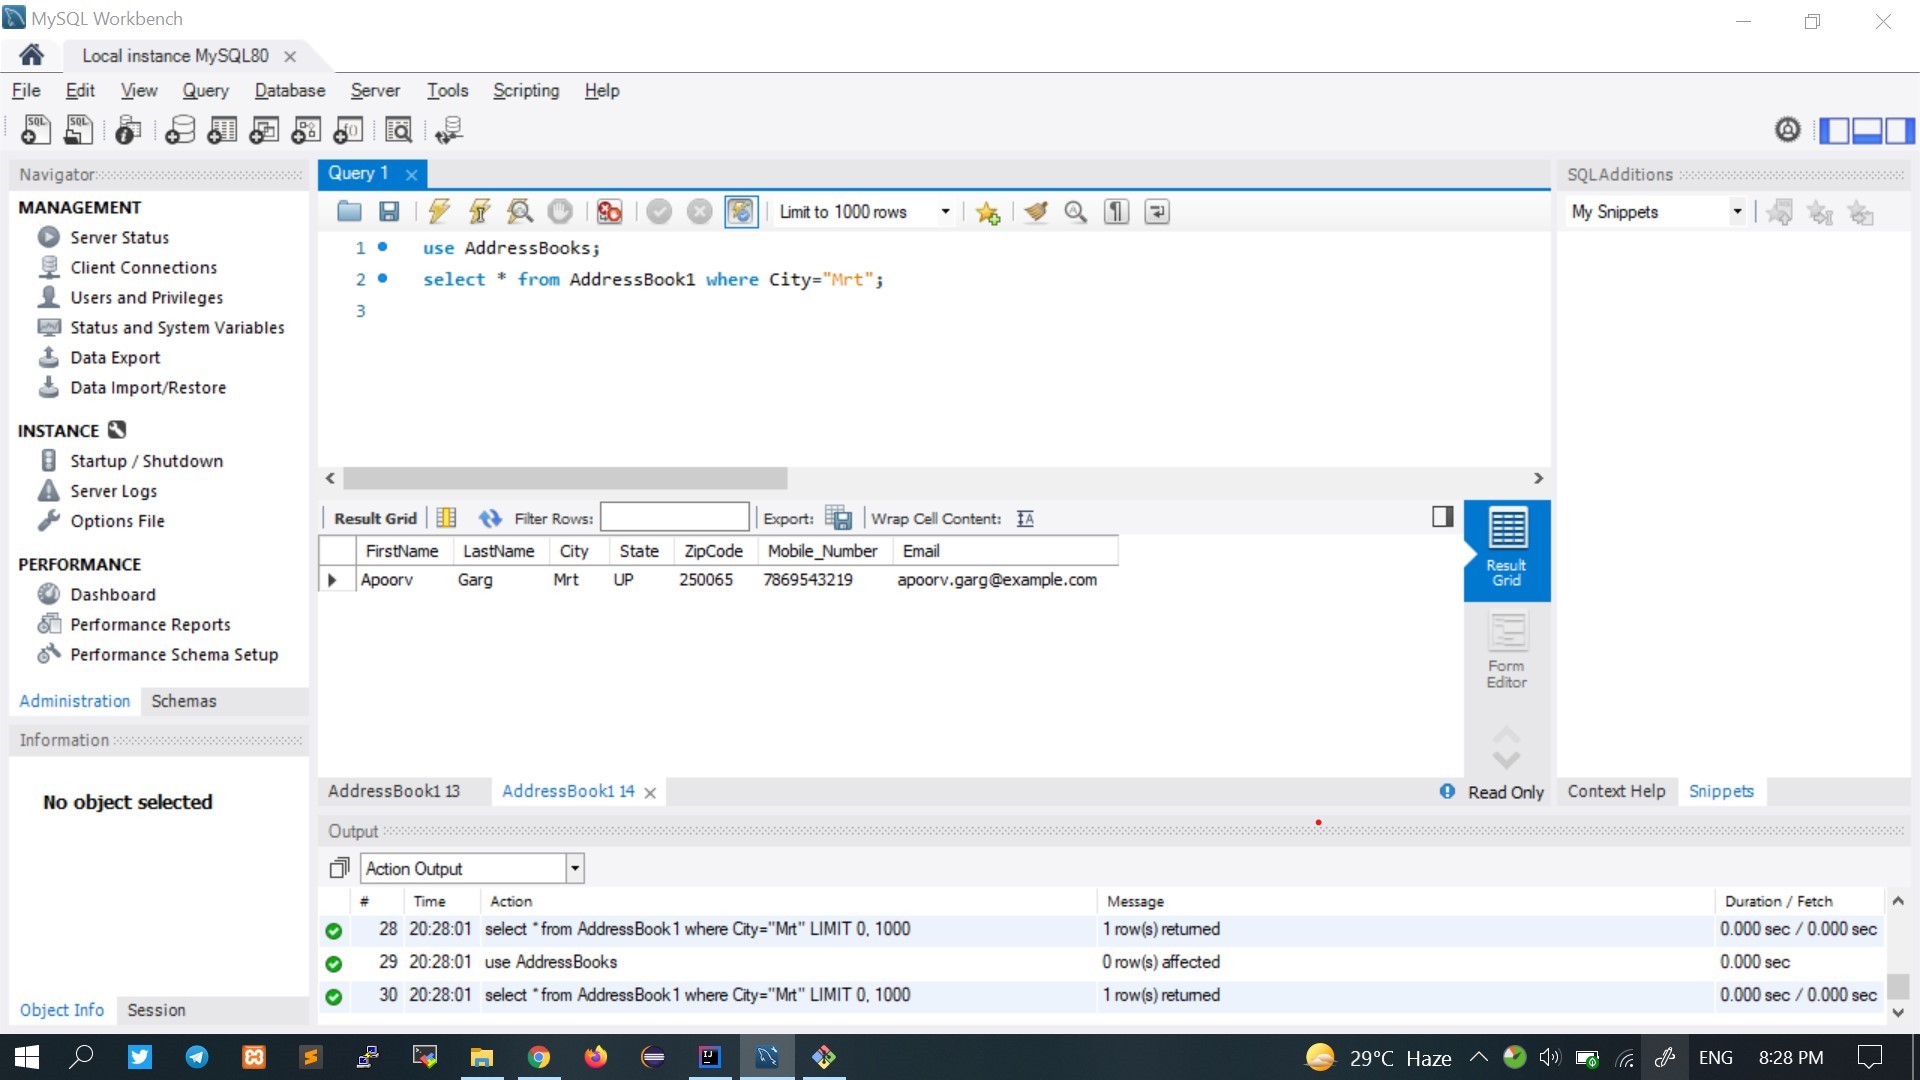 MySQL Workbench
Local instance MySQL80
File Edit View Query Database Server Tools Scripting Help
Navigator
MANAGEMENT
Server Status
Client Connections
Users and Privileges
Status and System Variables
Data Export
Data Import/Restore
INSTANCE
Startup / Shutdown
Server Logs
Options File
PERFORMANCE
Dashboard
Performance Reports
Performance Schema Setup
Administration Schemas
Information
No object selected
Object Info Session
Query 1
Limit to 1000 rows
1 use AddressBooks;
2 select * from AddressBook1 where City="Mrt";
3
Result Grid Filter Rows: Export: Wrap Cell Content:
FirstName LastName City State ZipCode Mobile_Number Email
Apoorv Garg Mrt UP 250065 7869543219 apoorv.garg@example.com
Result
Grid
Form
Editor
AddressBook1 13 AddressBook1 14 Read Only
SQLAdditions
My Snippets
Context Help Snippets
Output
Action Output
# Time Action Message Duration / Fetch
28 20:28:01 select * from AddressBook1 where City="Mrt" LIMIT 0, 1000 1 row(s) returned 0.000 sec / 0.000 sec
29 20:28:01 use AddressBooks 0 row(s) affected 0.000 sec
30 20:28:01 select * from AddressBook1 where City="Mrt" LIMIT 0, 1000 1 row(s) returned 0.000 sec / 0.000 sec
29°C Haze ENG 8:28 PM